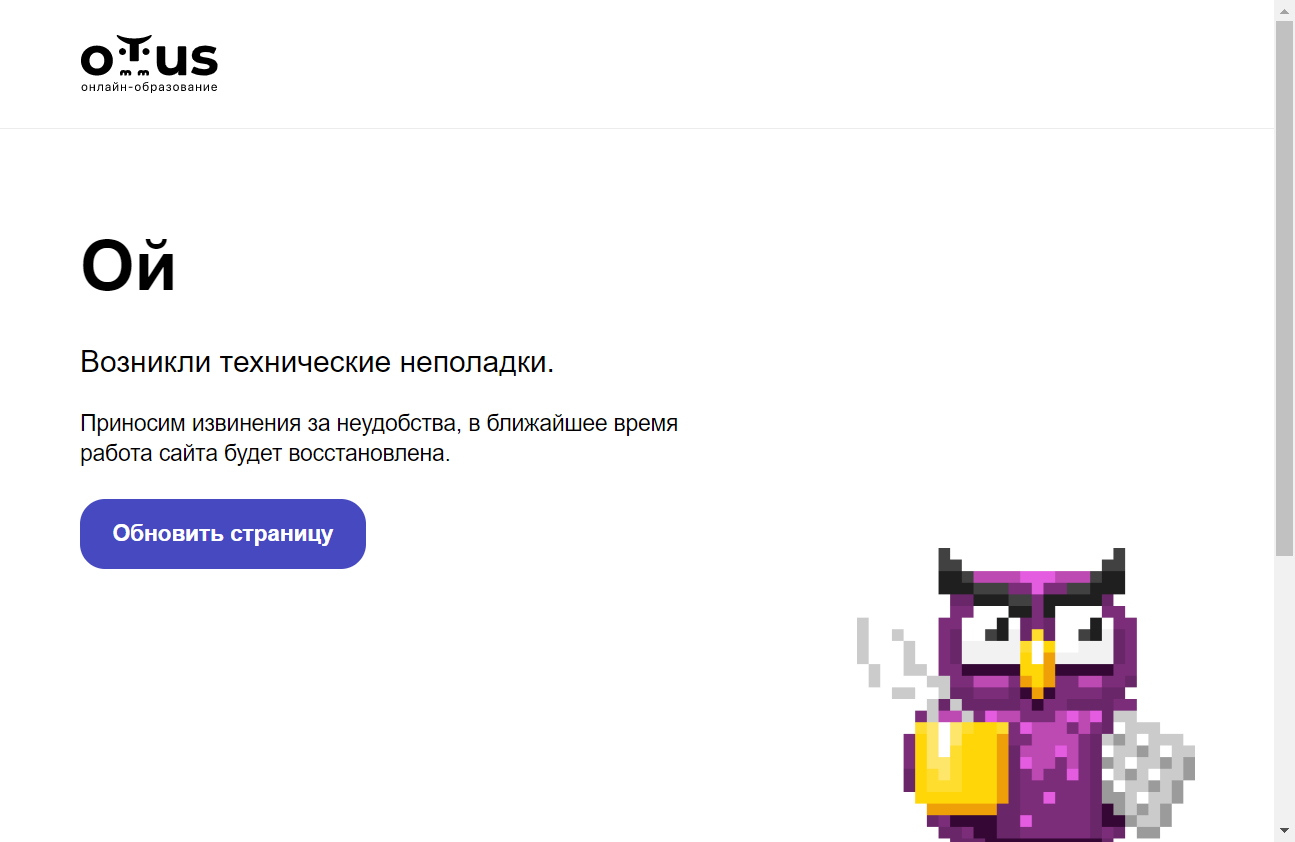 otus
онлайн-образование
Ой
Возникли технические неполадки.
Приносим извинения за неудобства, в ближайшее время
работа сайта будет восстановлена.
Обновить страницу